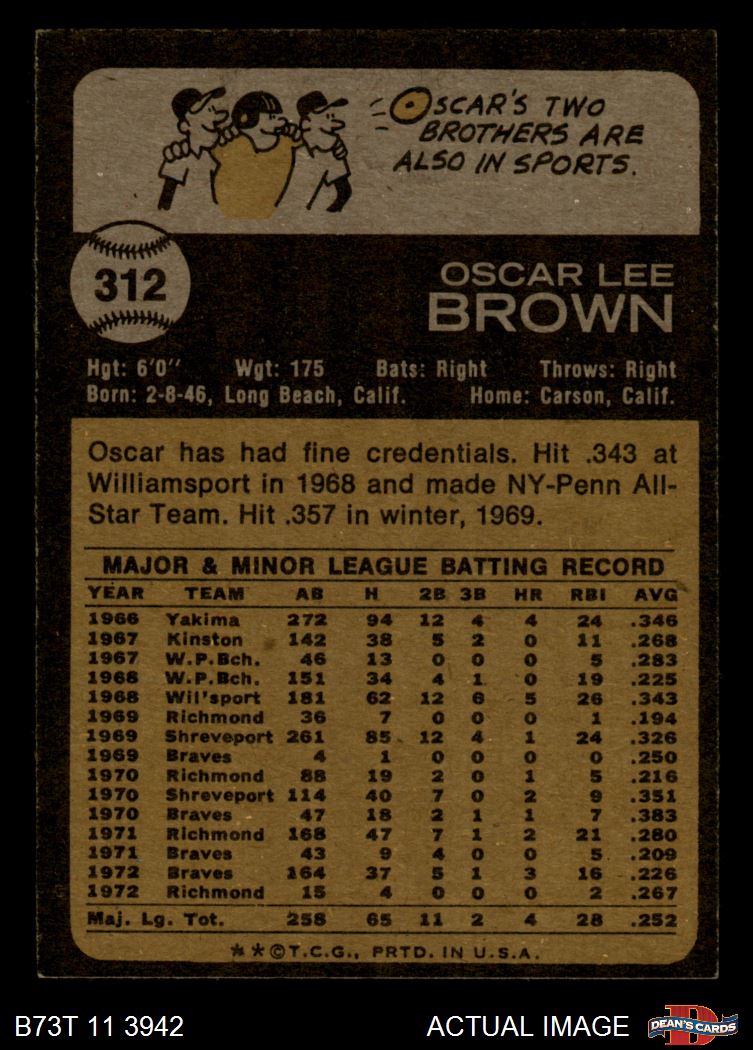 OSCAR'S TWO
BROTHERS ARE
ALSO IN SPORTS.
312
OSCAR LEE
BROWN
Hgt: 6'0" Wgt: 175 Bats: Right Throws: Right
Born: 2-8-46, Long Beach, Calif. Home: Carson, Calif.
Oscar has had fine credentials. Hit .343 at
Williamsport in 1968 and made NY-Penn All-
Star Team. Hit .357 in winter, 1969.
MAJOR & MINOR LEAGUE BATTING RECORD
YEAR TEAM AB H 2B 3B HR RBI AVG
1966 Yakima 272 94 12 4 4 24 .346
1967 Kinston 142 38 5 2 0 11 .268
1967 W.P.Bch. 46 13 0 0 0 5 .283
1968 W.P.Bch. 151 34 4 1 0 19 .225
1968 Wil'sport 181 62 12 6 5 26 .343
1969 Richmond 36 7 0 0 0 1 .194
1969 Shreveport 261 85 12 4 1 24 .326
1969 Braves 4 1 0 0 0 0 .250
1970 Richmond 88 19 2 0 1 5 .216
1970 Shreveport 114 40 7 0 2 9 .351
1970 Braves 47 18 2 1 1 7 .383
1971 Richmond 168 47 7 1 2 21 .280
1971 Braves 43 9 4 0 0 5 .209
1972 Braves 164 37 5 1 3 16 .226
1972 Richmond 15 4 0 0 0 2 .267
Maj. Lg. Tot. 258 65 11 2 4 28 .252
**©T.C.G., PRTD. IN U.S.A.
B73T 11 3942 ACTUAL IMAGE
D
DEAN'S CARDS